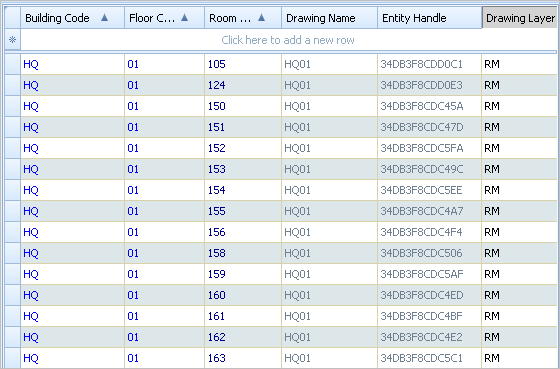 Building Code Floor C... Room ... Drawing Name Entity Handle Drawing Layer
Click here to add a new row
HQ 01 105 HQ01 34DB3F8CDD0C1 RM
HQ 01 124 HQ01 34DB3F8CDD0E3 RM
HQ 01 150 HQ01 34DB3F8CDC45A RM
HQ 01 151 HQ01 34DB3F8CDC47D RM
HQ 01 152 HQ01 34DB3F8CDC5FA RM
HQ 01 153 HQ01 34DB3F8CDC49C RM
HQ 01 154 HQ01 34DB3F8CDC5EE RM
HQ 01 155 HQ01 34DB3F8CDC4A7 RM
HQ 01 156 HQ01 34DB3F8CDC4F4 RM
HQ 01 158 HQ01 34DB3F8CDC506 RM
HQ 01 159 HQ01 34DB3F8CDC5AF RM
HQ 01 160 HQ01 34DB3F8CDC4ED RM
HQ 01 161 HQ01 34DB3F8CDC4BF RM
HQ 01 162 HQ01 34DB3F8CDC4E2 RM
HQ 01 163 HQ01 34DB3F8CDC5C1 RM